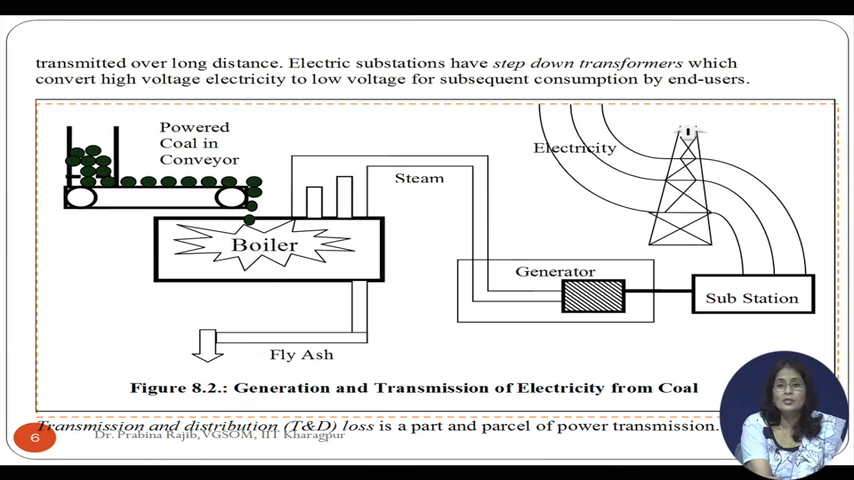 transmitted over long distance. Electric substations have step down transformers which
convert high voltage electricity to low voltage for subsequent consumption by end-users.
Powered
Coal in
Conveyor
Electricity
Steam
Boiler
Generator
Sub Station
Fly Ash
Figure 8.2.: Generation and Transmission of Electricity from Coal
Transmission and distribution (T&D) loss is a part and parcel of power transmission.
6
Dr. Prabina Rajib,VGSOM, IIT Kharagpur